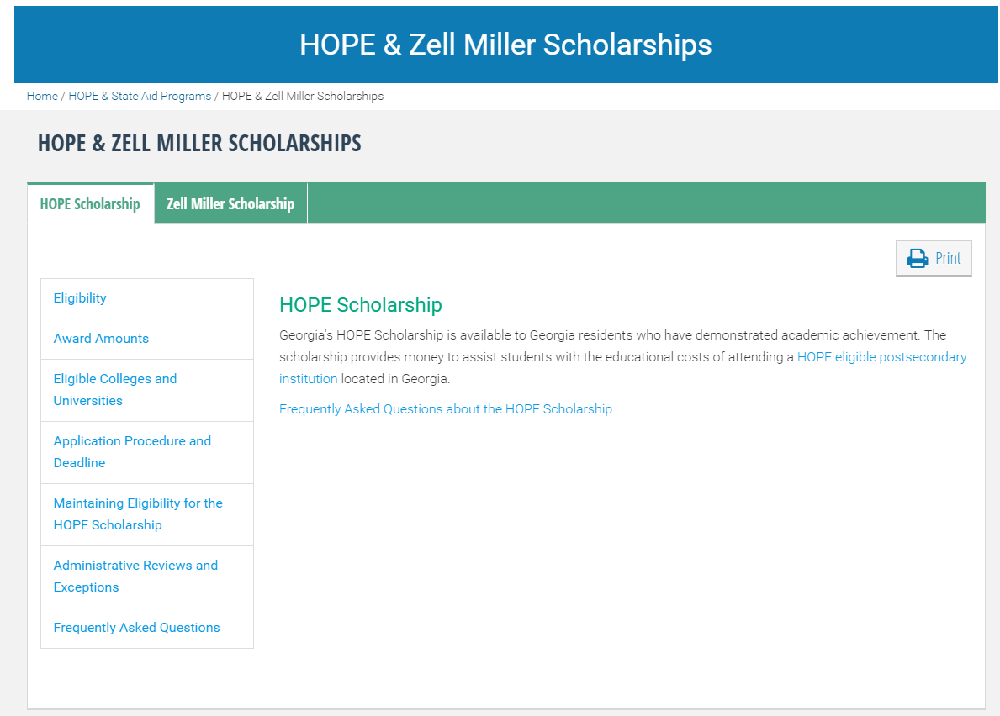 HOPE & Zell Miller Scholarships
Home / HOPE & State Aid Programs / HOPE & Zell Miller Scholarships
HOPE & ZELL MILLER SCHOLARSHIPS
HOPE Scholarship
Zell Miller Scholarship
Print
Eligibility
Award Amounts
Eligible Colleges and
Universities
Application Procedure and
Deadline
Maintaining Eligibility for the
HOPE Scholarship
Administrative Reviews and
Exceptions
Frequently Asked Questions
HOPE Scholarship
Georgia's HOPE Scholarship is available to Georgia residents who have demonstrated academic achievement. The
scholarship provides money to assist students with the educational costs of attending a HOPE eligible postsecondary
institution located in Georgia.
Frequently Asked Questions about the HOPE Scholarship